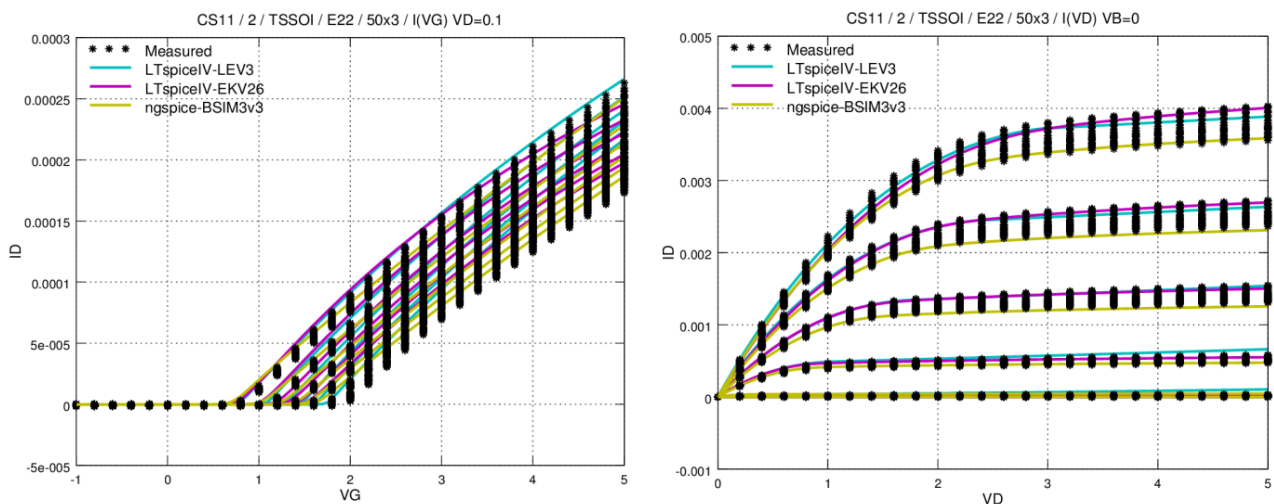 CS11 / 2 / TSSOI / E22 / 50x3 / I(VG) VD=0.1
0.0003
Measured
LTspiceIV-LEV3
LTspiceIV-EKV26
ngspice-BSIM3v3
0.00025
0.0002
0.00015
0.0001
5e-005
0
-5e-005
ID
-1
0
1
2
3
4
5
VG
CS11 / 2 / TSSOI / E22 / 50x3 / I(VD) VB=0
0.005
Measured
LTspiceIV-LEV3
LTspiceIV-EKV26
ngspice-BSIM3v3
0.004
0.003
0.002
0.001
0
-0.001
ID
0
1
2
3
4
5
VD